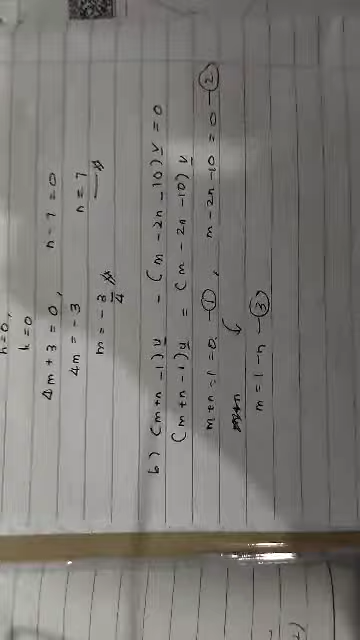 h=0,
k=0
4m + 3 = 0, n - 7 = 0
4m = -3 n = 7
m = -3/4
b) (m+n-1)u - (m-2n-10)v = 0
(m+n-1)u = (m-2n-10)v
m+n-1=0 -①, m-2n-10=0 -②
m=1-n -③